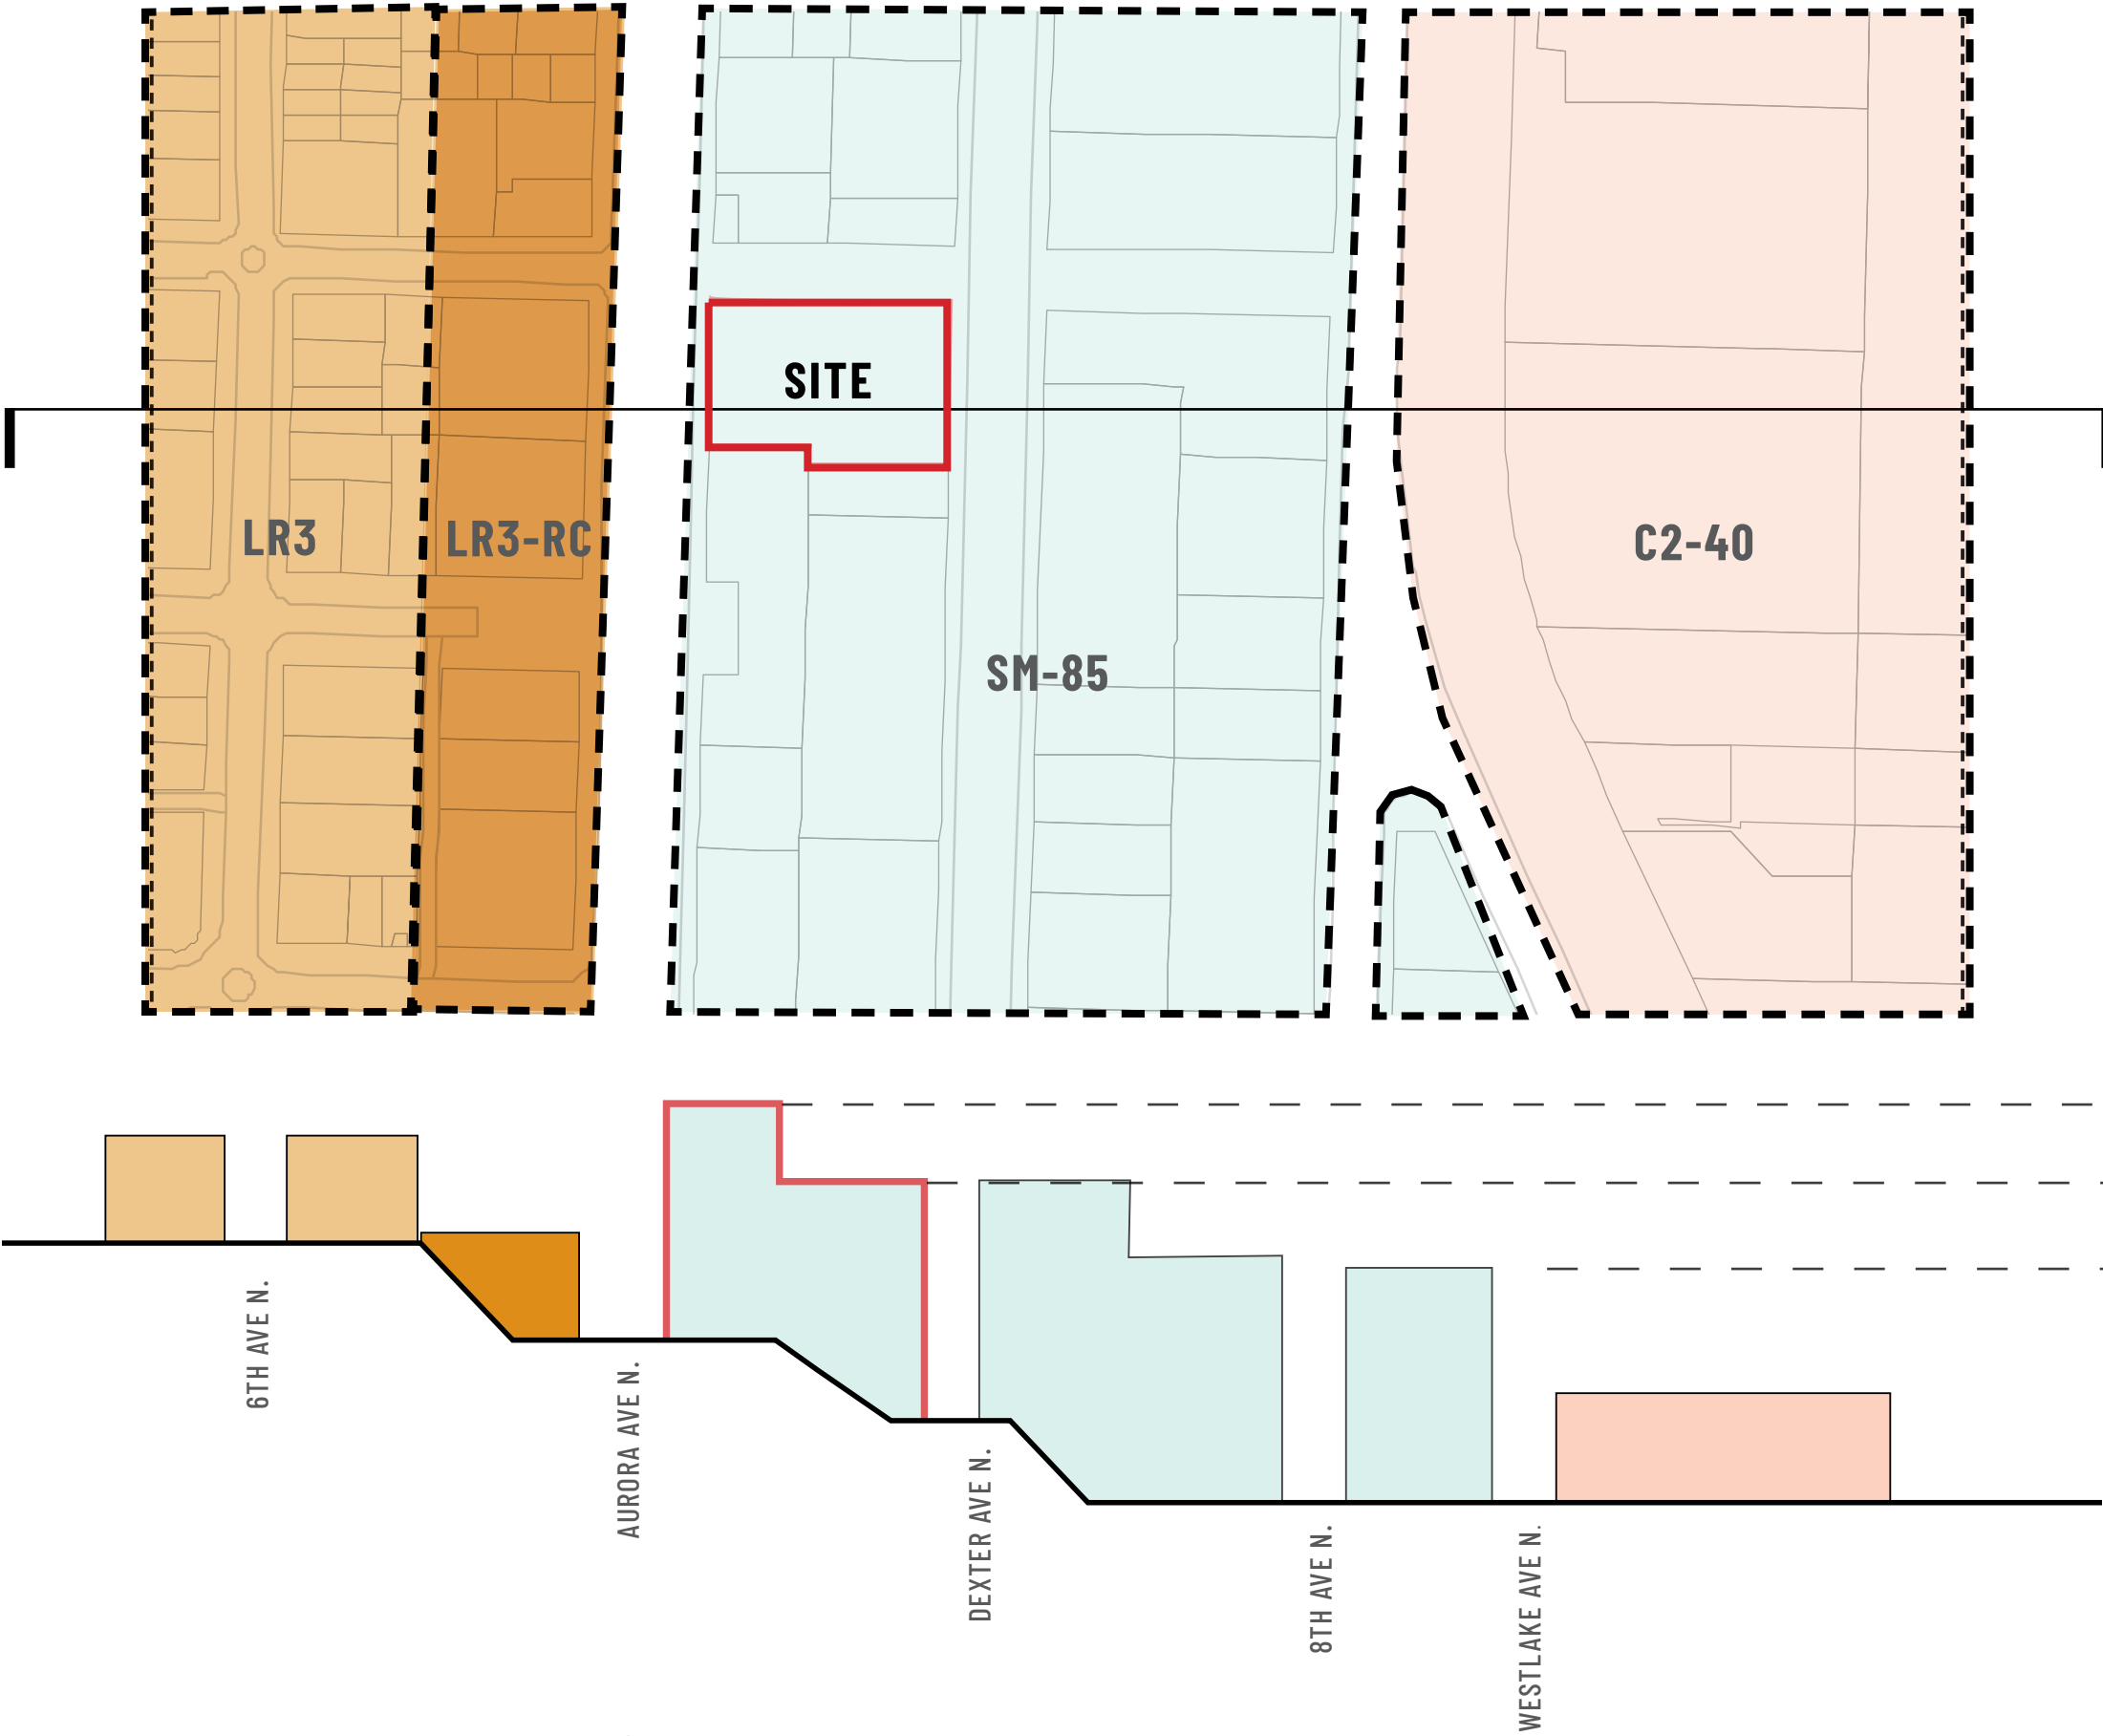 SITE
LR3
LR3-RC
C2-40
SM-85
6TH AVE N.
AURORA AVE N.
DEXTER AVE N.
8TH AVE N.
WESTLAKE AVE N.